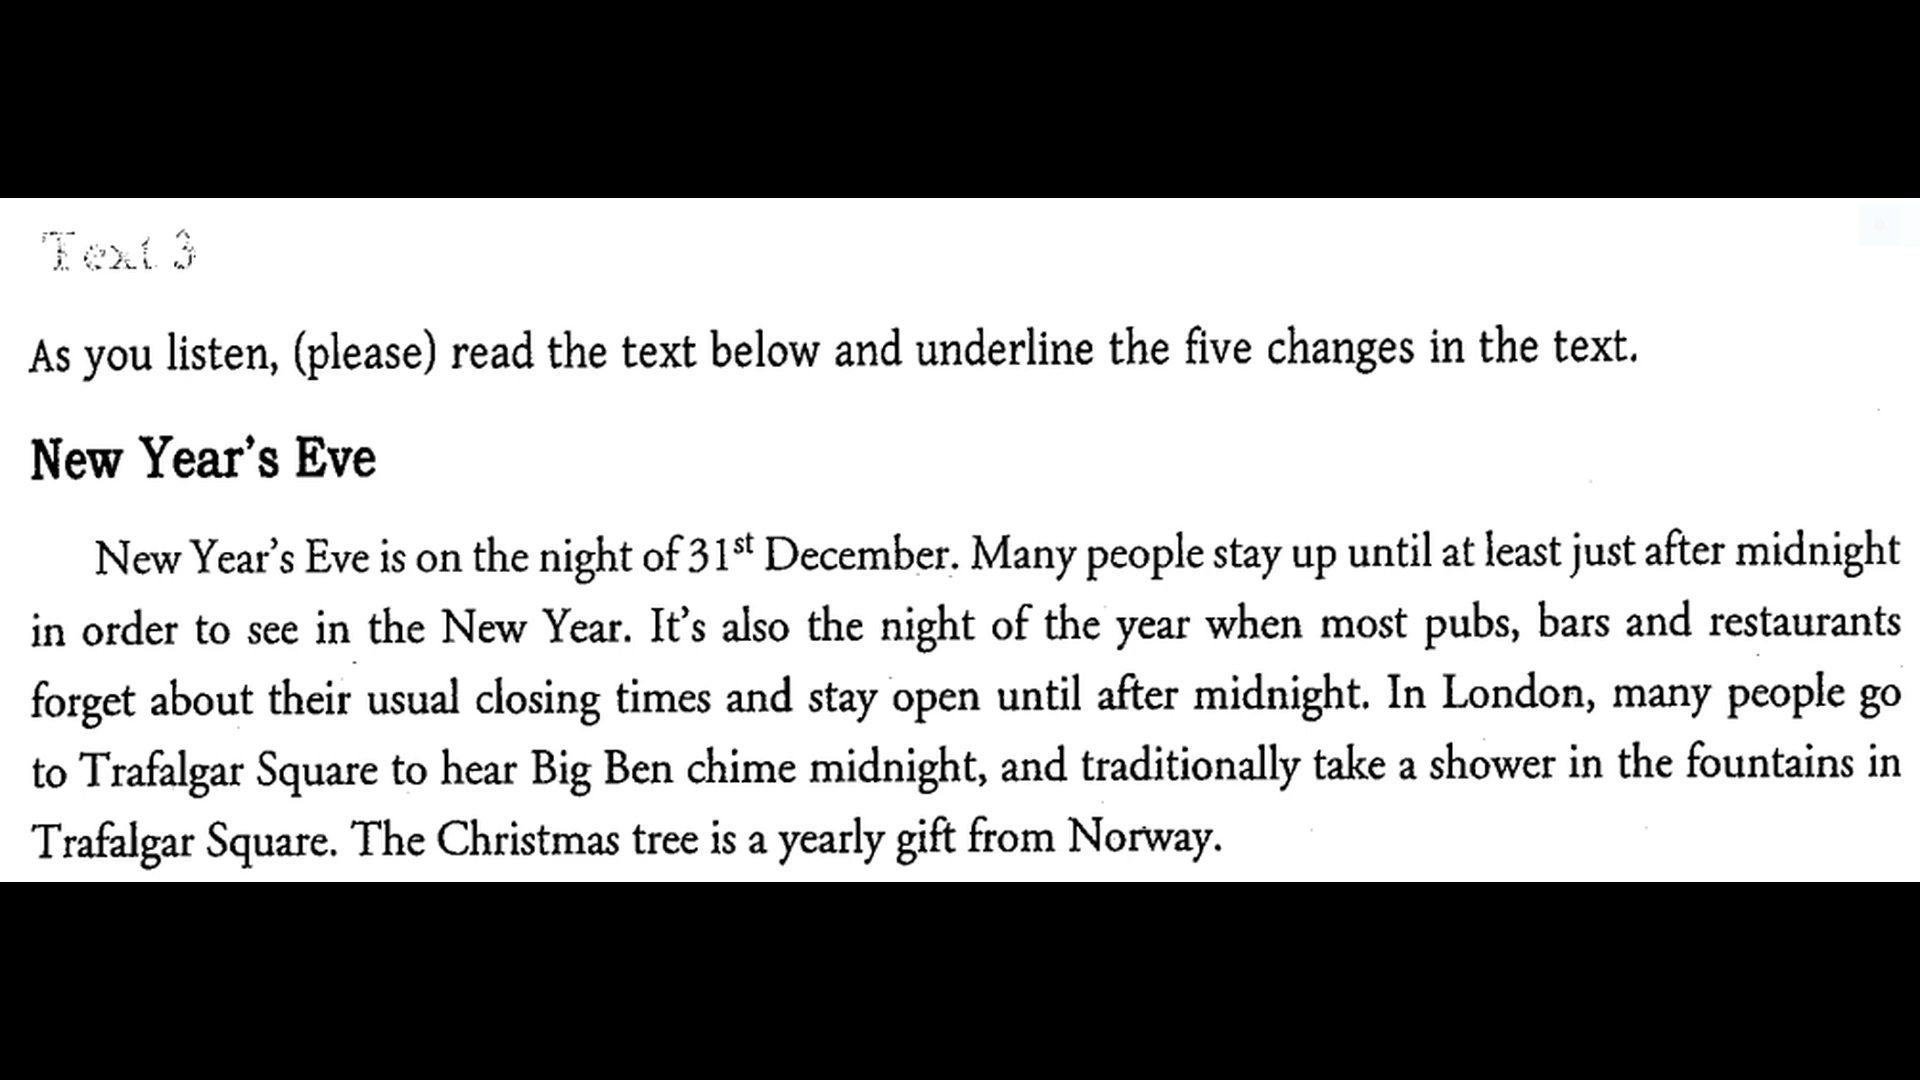 Text 3
As you listen, (please) read the text below and underline the five changes in the text.
New Year's Eve
New Year's Eve is on the night of 31st December. Many people stay up until at least just after midnight
in order to see in the New Year. It's also the night of the year when most pubs, bars and restaurants
forget about their usual closing times and stay open until after midnight. In London, many people go
to Trafalgar Square to hear Big Ben chime midnight, and traditionally take a shower in the fountains in
Trafalgar Square. The Christmas tree is a yearly gift from Norway.